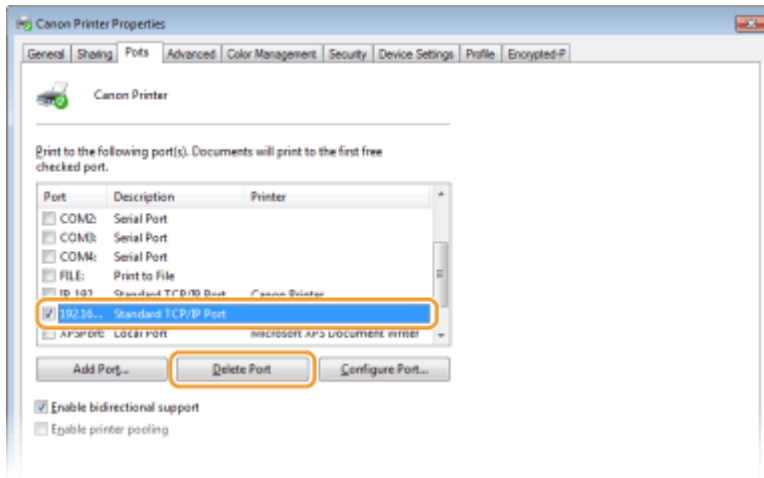 Canon Printer Properties
General Sharing Ports Advanced Color Management Security Device Settings Profile Encrypted-P
Canon Printer
Print to the following port(s). Documents will print to the first free
checked port.
Port Description Printer
COM2: Serial Port
COM3: Serial Port
COM4: Serial Port
FILE: Print to File
IP_192 Standard TCP/IP Port Canon Printer
192.16... Standard TCP/IP Port
XPSPort: Local Port Microsoft XPS Document Writer
Add Port... Delete Port Configure Port...
Enable bidirectional support
Enable printer pooling